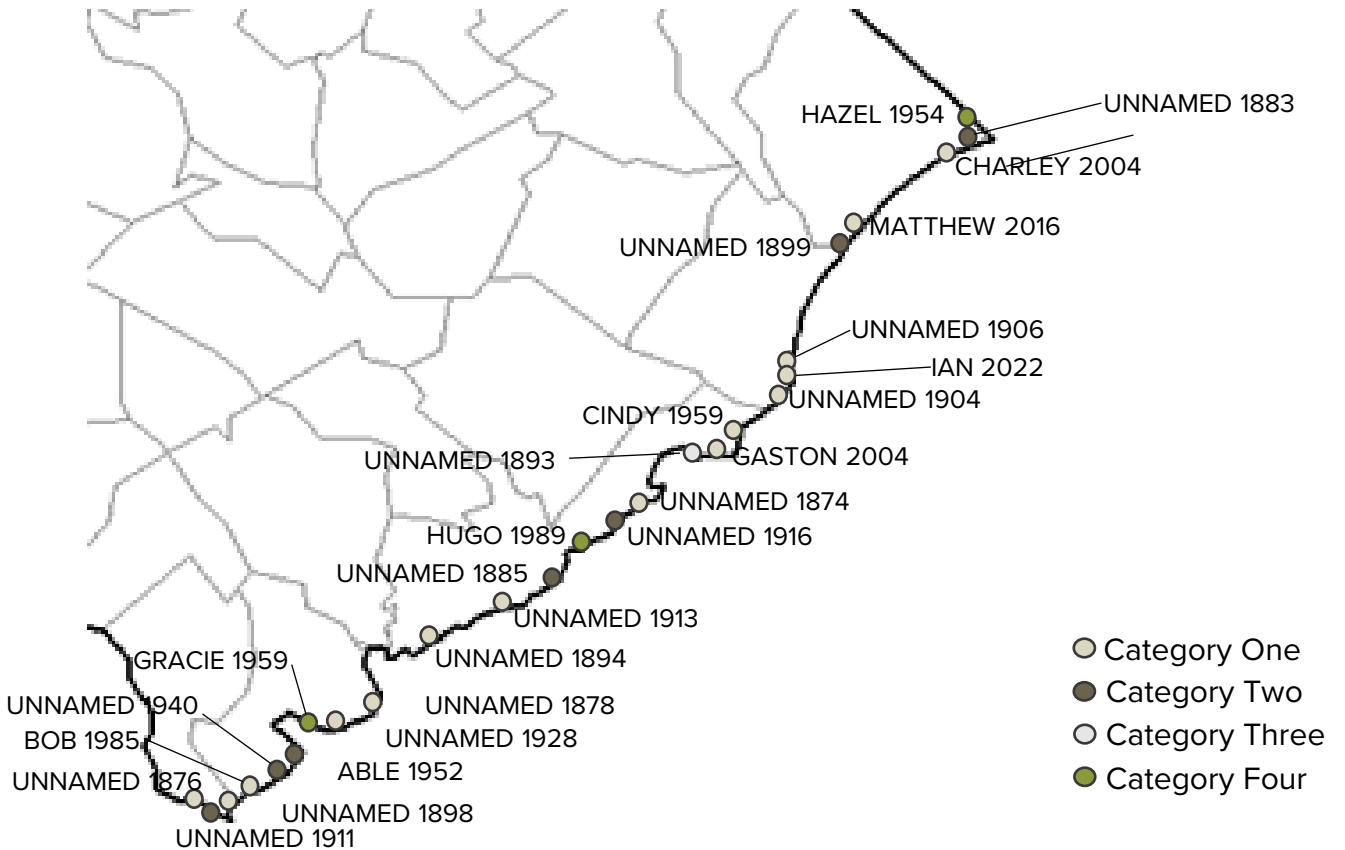 UNNAMED 1883
HAZEL 1954
CHARLEY 2004
MATTHEW 2016
UNNAMED 1899
UNNAMED 1906
IAN 2022
UNNAMED 1904
CINDY 1959
GASTON 2004
UNNAMED 1893
UNNAMED 1874
HUGO 1989
UNNAMED 1916
UNNAMED 1885
UNNAMED 1913
UNNAMED 1894
GRACIE 1959
UNNAMED 1940
UNNAMED 1878
BOB 1985
UNNAMED 1928
ABLE 1952
UNNAMED 1876
UNNAMED 1898
UNNAMED 1911
Category One
Category Two
Category Three
Category Four